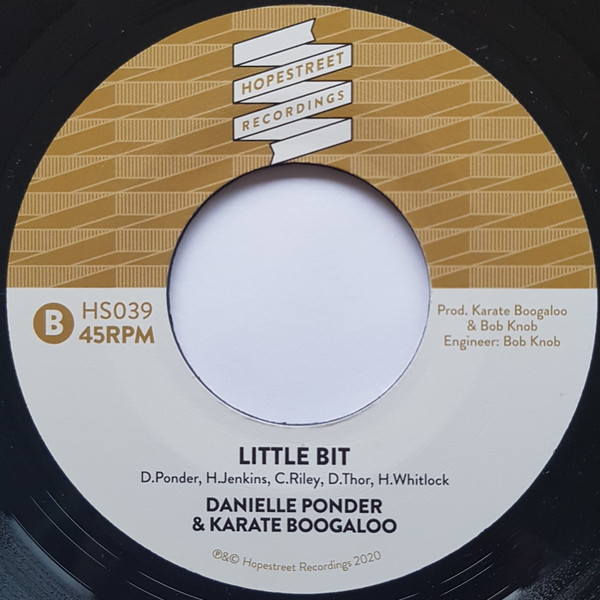 HOPESTREET
RECORDINGS
B
HS039
45RPM
Prod. Karate Boogaloo
& Bob Knob
Engineer: Bob Knob
LITTLE BIT
D.Ponder, H.Jenkins, C.Riley, D.Thor, H.Whitlock
DANIELLE PONDER
& KARATE BOOGALOO
℗&© Hopestreet Recordings 2020